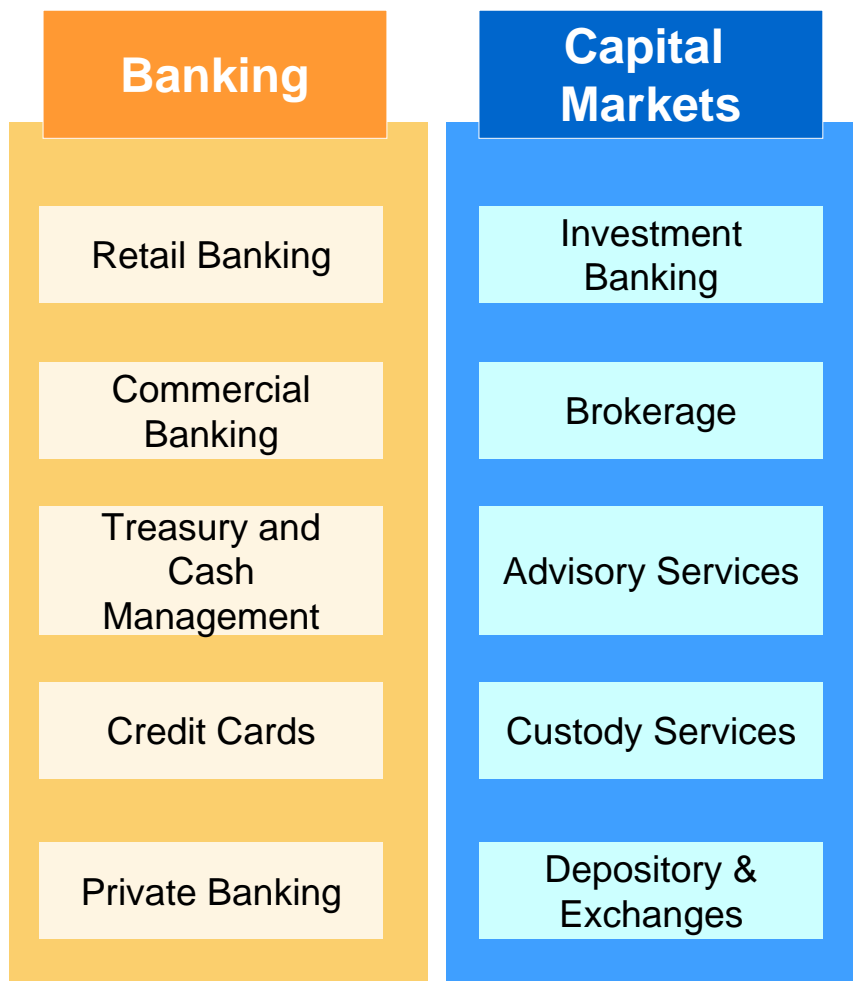 Banking
Retail Banking
Commercial
Banking
Treasury and
Cash
Management
Credit Cards
Private Banking
Capital
Markets
Investment
Banking
Brokerage
Advisory Services
Custody Services
Depository &
Exchanges